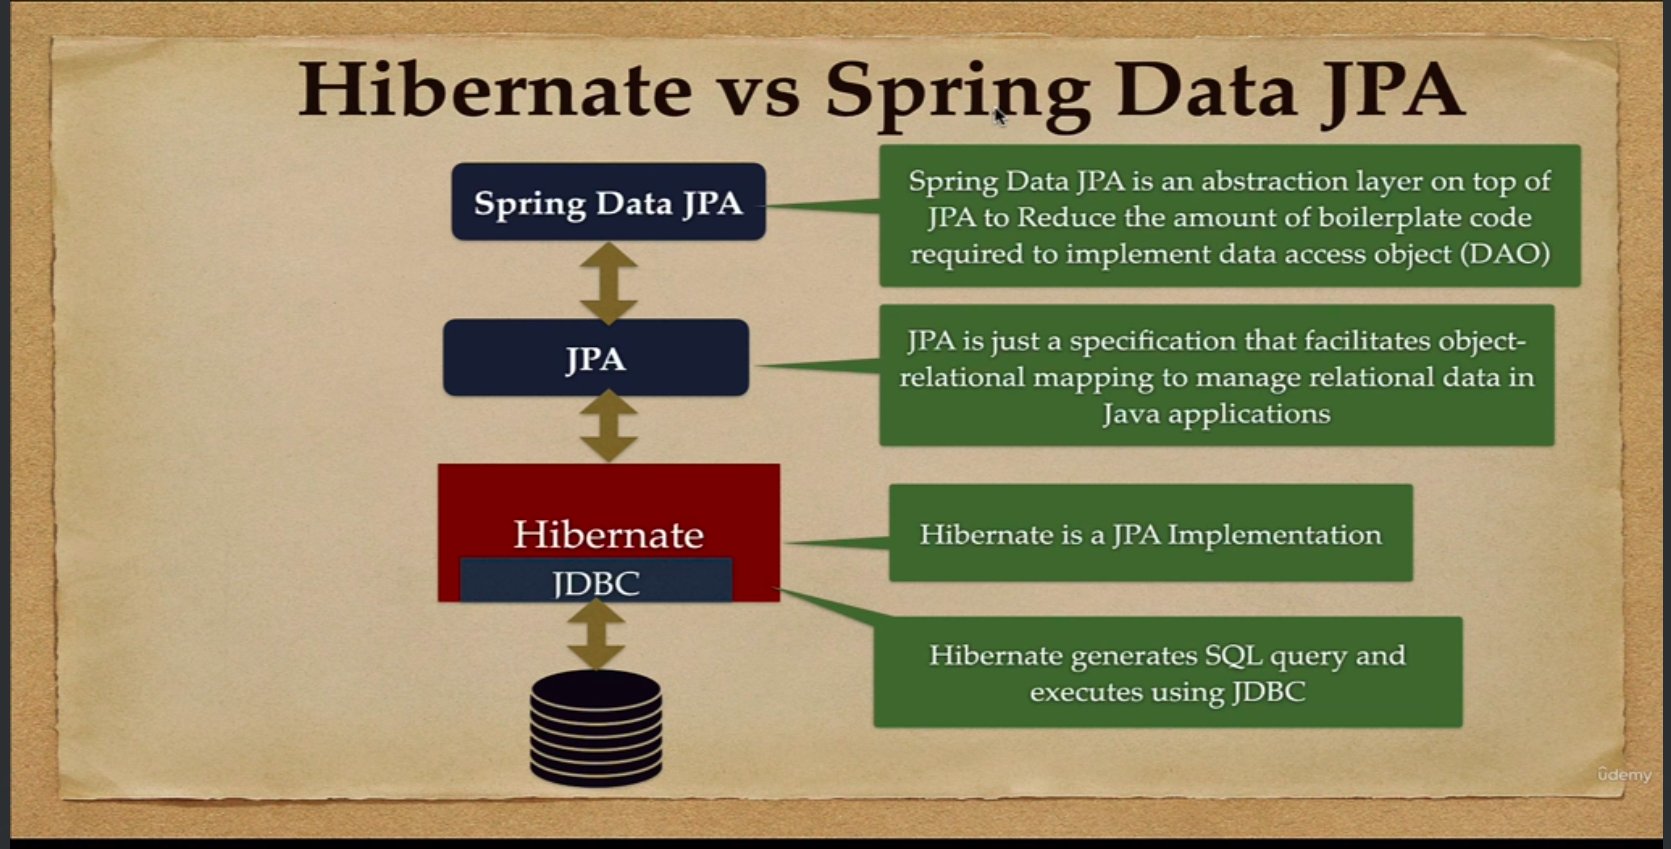 Hibernate vs Spring Data JPA
Spring Data JPA
Spring Data JPA is an abstraction layer on top of
JPA to Reduce the amount of boilerplate code
required to implement data access object (DAO)
JPA
JPA is just a specification that facilitates object-
relational mapping to manage relational data in
Java applications
Hibernate
JDBC
Hibernate is a JPA Implementation
Hibernate generates SQL query and
executes using JDBC
ûdemy